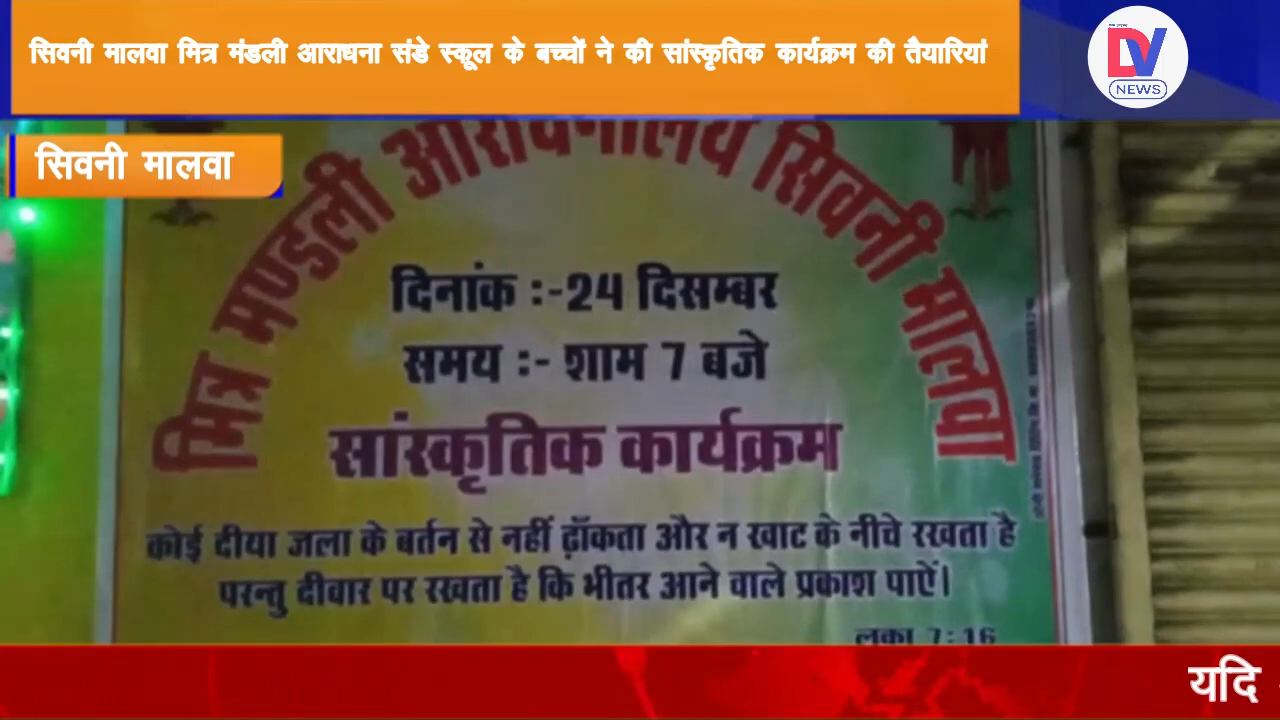 सिवनी मालवा मित्र मंडली आराधना संडे स्कूल के बच्चों ने की सांस्कृतिक कार्यक्रम की तैयारियां
DV
NEWS
सिवनी मालवा
मित्र मण्डली आराधनालय सिवनी मालवा
दिनांक :-24 दिसम्बर
समय :- शाम 7 बजे
सांस्कृतिक कार्यक्रम
कोई दीया जला के बर्तन से नहीं ढ़ाँकता और न खाट के नीचे रखता है
परन्तु दीवार पर रखता है कि भीतर आने वाले प्रकाश पाऐं।
लूका 7:16
यदि